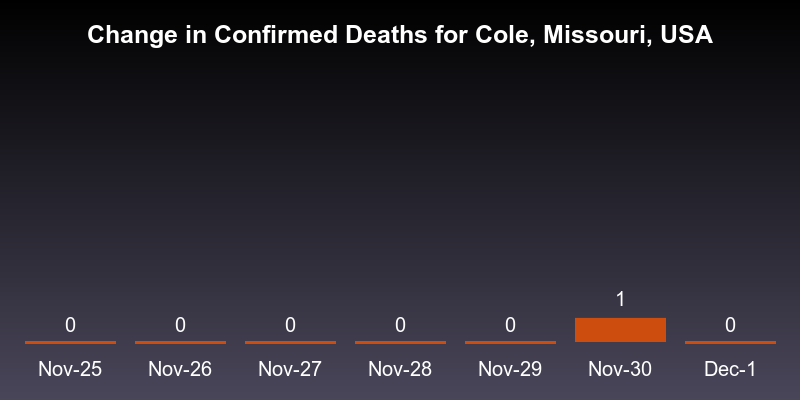 Change in Confirmed Deaths for Cole, Missouri, USA
0 0 0 0 0 1 0
Nov-25 Nov-26 Nov-27 Nov-28 Nov-29 Nov-30 Dec-1